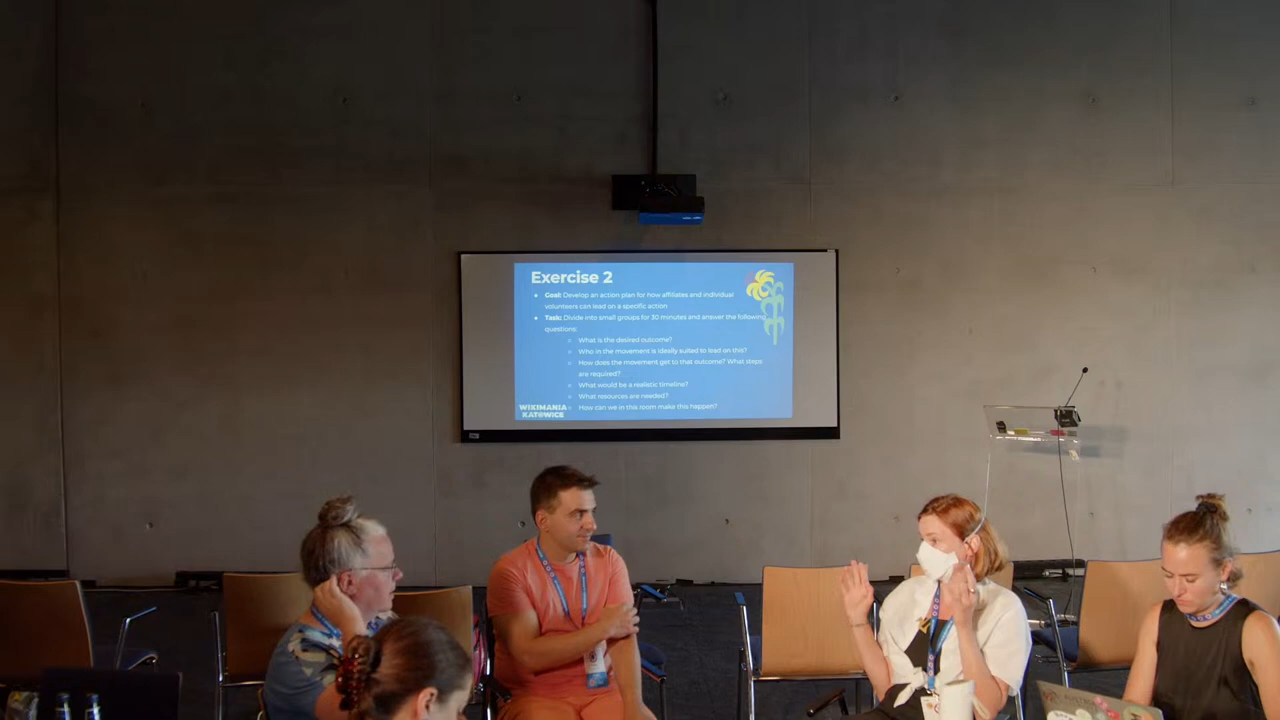 Exercise 2
● Goal: Develop an action plan for how affiliates and individual
volunteers can lead on a specific action
● Task: Divide into small groups for 30 minutes and answer the following
questions:
○ What is the desired outcome?
○ Who in the movement is ideally suited to lead on this?
○ How does the movement get to that outcome? What steps
are required?
○ What would be a realistic timeline?
○ What resources are needed?
○ How can we in this room make this happen?
WIKIMANIA
KATOWICE